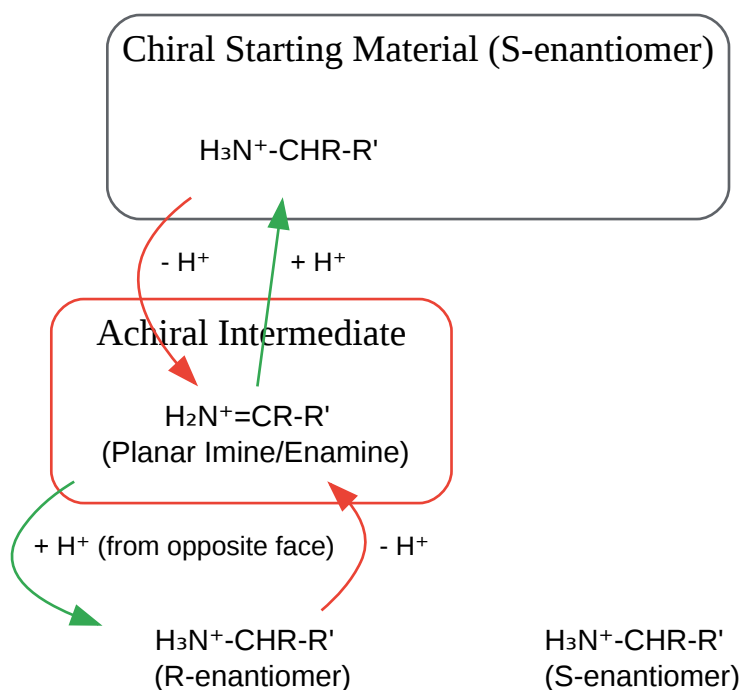 Chiral Starting Material (S-enantiomer)
H₃N⁺-CHR-R'
- H⁺
+ H⁺
Achiral Intermediate
H₂N⁺=CR-R'
(Planar Imine/Enamine)
+ H⁺ (from opposite face)
- H⁺
H₃N⁺-CHR-R'
(R-enantiomer)
H₃N⁺-CHR-R'
(S-enantiomer)